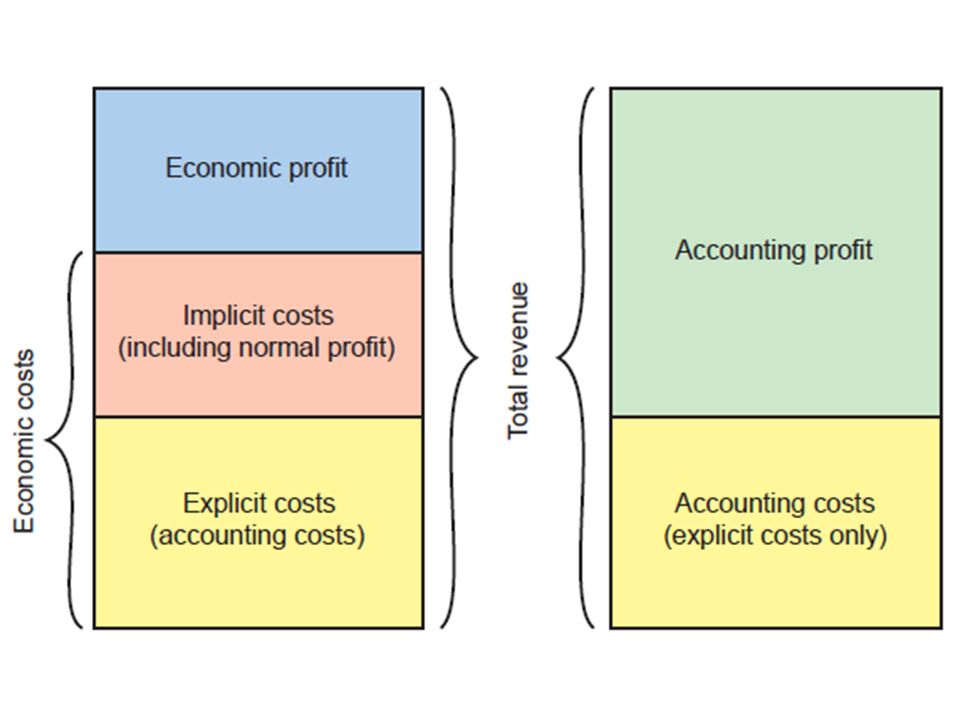 Economic profit
Implicit costs
(including normal profit)
Explicit costs
(accounting costs)
Economic costs
Total revenue
Accounting profit
Accounting costs
(explicit costs only)